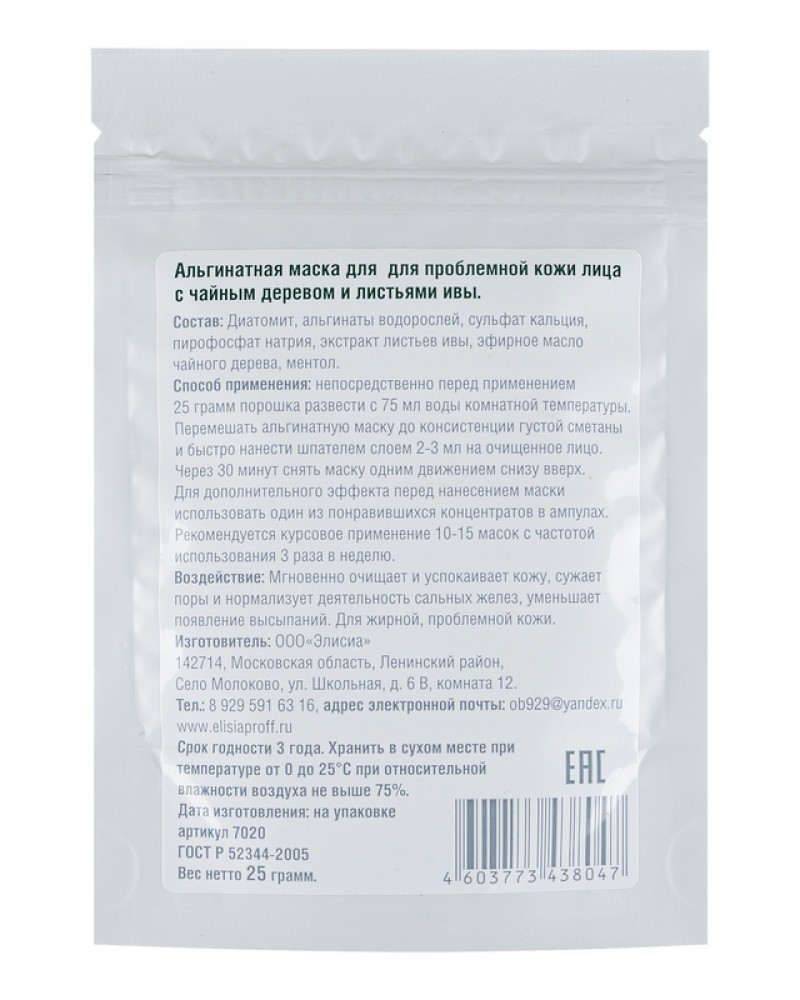 Альгинатная маска для для проблемной кожи лица
с чайным деревом и листьями ивы.
Состав: Диатомит, альгинаты водорослей, сульфат кальция,
пирофосфат натрия, экстракт листьев ивы, эфирное масло
чайного дерева, ментол.
Способ применения: непосредственно перед применением
25 грамм порошка развести с 75 мл воды комнатной температуры.
Перемешать альгинатную маску до консистенции густой сметаны
и быстро нанести шпателем слоем 2-3 мл на очищенное лицо.
Через 30 минут снять маску одним движением снизу вверх.
Для дополнительного эффекта перед нанесением маски
использовать один из понравившихся концентратов в ампулах.
Рекомендуется курсовое применение 10-15 масок с частотой
использования 3 раза в неделю.
Воздействие: Мгновенно очищает и успокаивает кожу, сужает
поры и нормализует деятельность сальных желез, уменьшает
появление высыпаний. Для жирной, проблемной кожи.
Изготовитель: ООО«Элисиа»
142714, Московская область, Ленинский район,
Село Молоково, ул. Школьная, д. 6 В, комната 12.
Тел.: 8 929 591 63 16, адрес электронной почты: ob929@yandex.ru
www.elisiaproff.ru
Срок годности 3 года. Хранить в сухом месте при
температуре от 0 до 25°С при относительной
влажности воздуха не выше 75%.
Дата изготовления: на упаковке
артикул 7020
ГОСТ Р 52344-2005
Вес нетто 25 грамм.
EAC
4 603773 438047